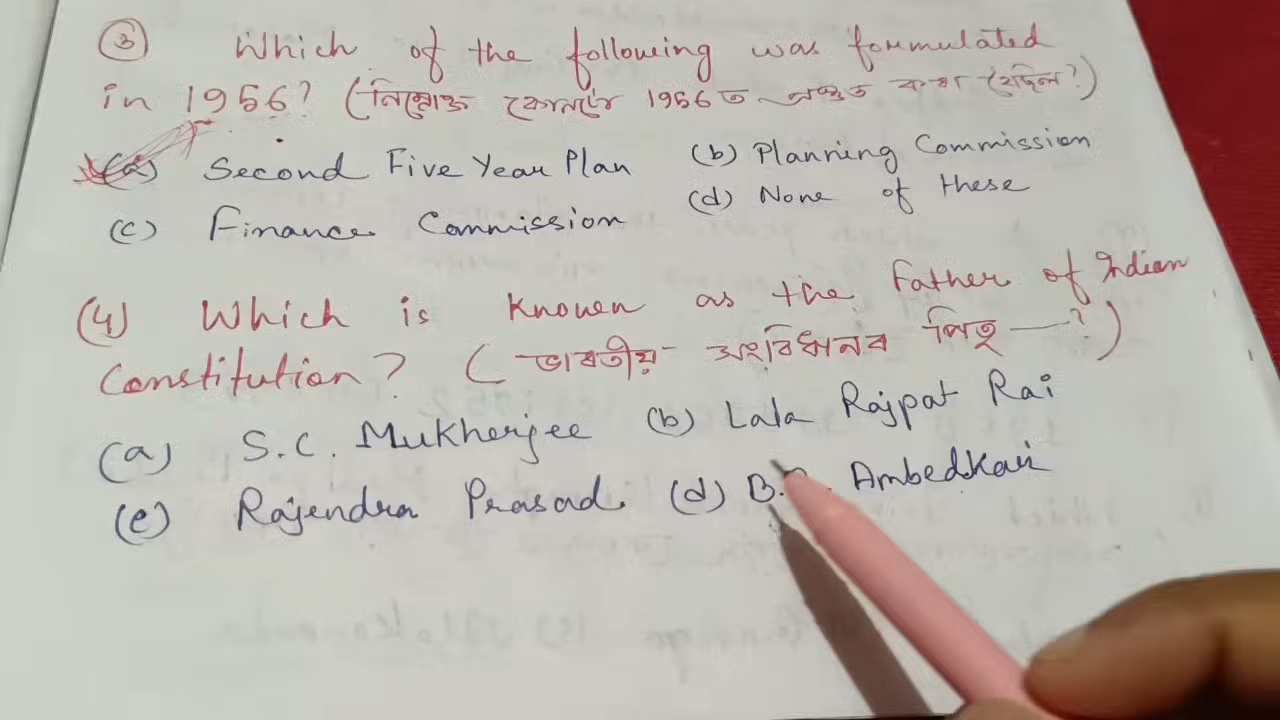 (3) Which of the following was formulated
in 1956? (নিম্নোক্ত কোনটো 1956 ত প্ৰস্তুত কৰা হৈছিল?)
(a) Second Five Year Plan (b) Planning Commission
(c) Finance Commission (d) None of these
(4) Which is known as the Father of Indian
Constitution? (ভাৰতীয় সংবিধানৰ পিতৃ —?)
(a) S.C. Mukherjee (b) Lala Rajpat Rai
(c) Rajendra Prasad. (d) B. Ambedkar